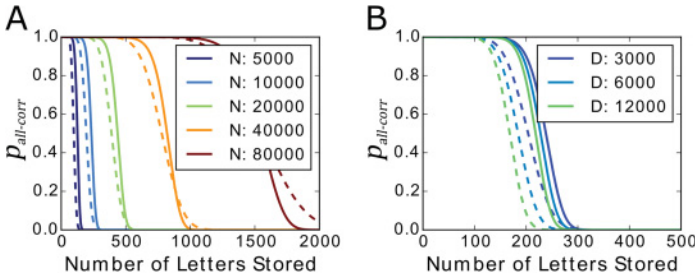 A
B
1.0
0.8
0.6
0.4
0.2
0.0
p_all-corr
N: 5000
N: 10000
N: 20000
N: 40000
N: 80000
0 500 1000 1500 2000
Number of Letters Stored
1.0
0.8
0.6
0.4
0.2
0.0
p_all-corr
D: 3000
D: 6000
D: 12000
0 100 200 300 400 500
Number of Letters Stored